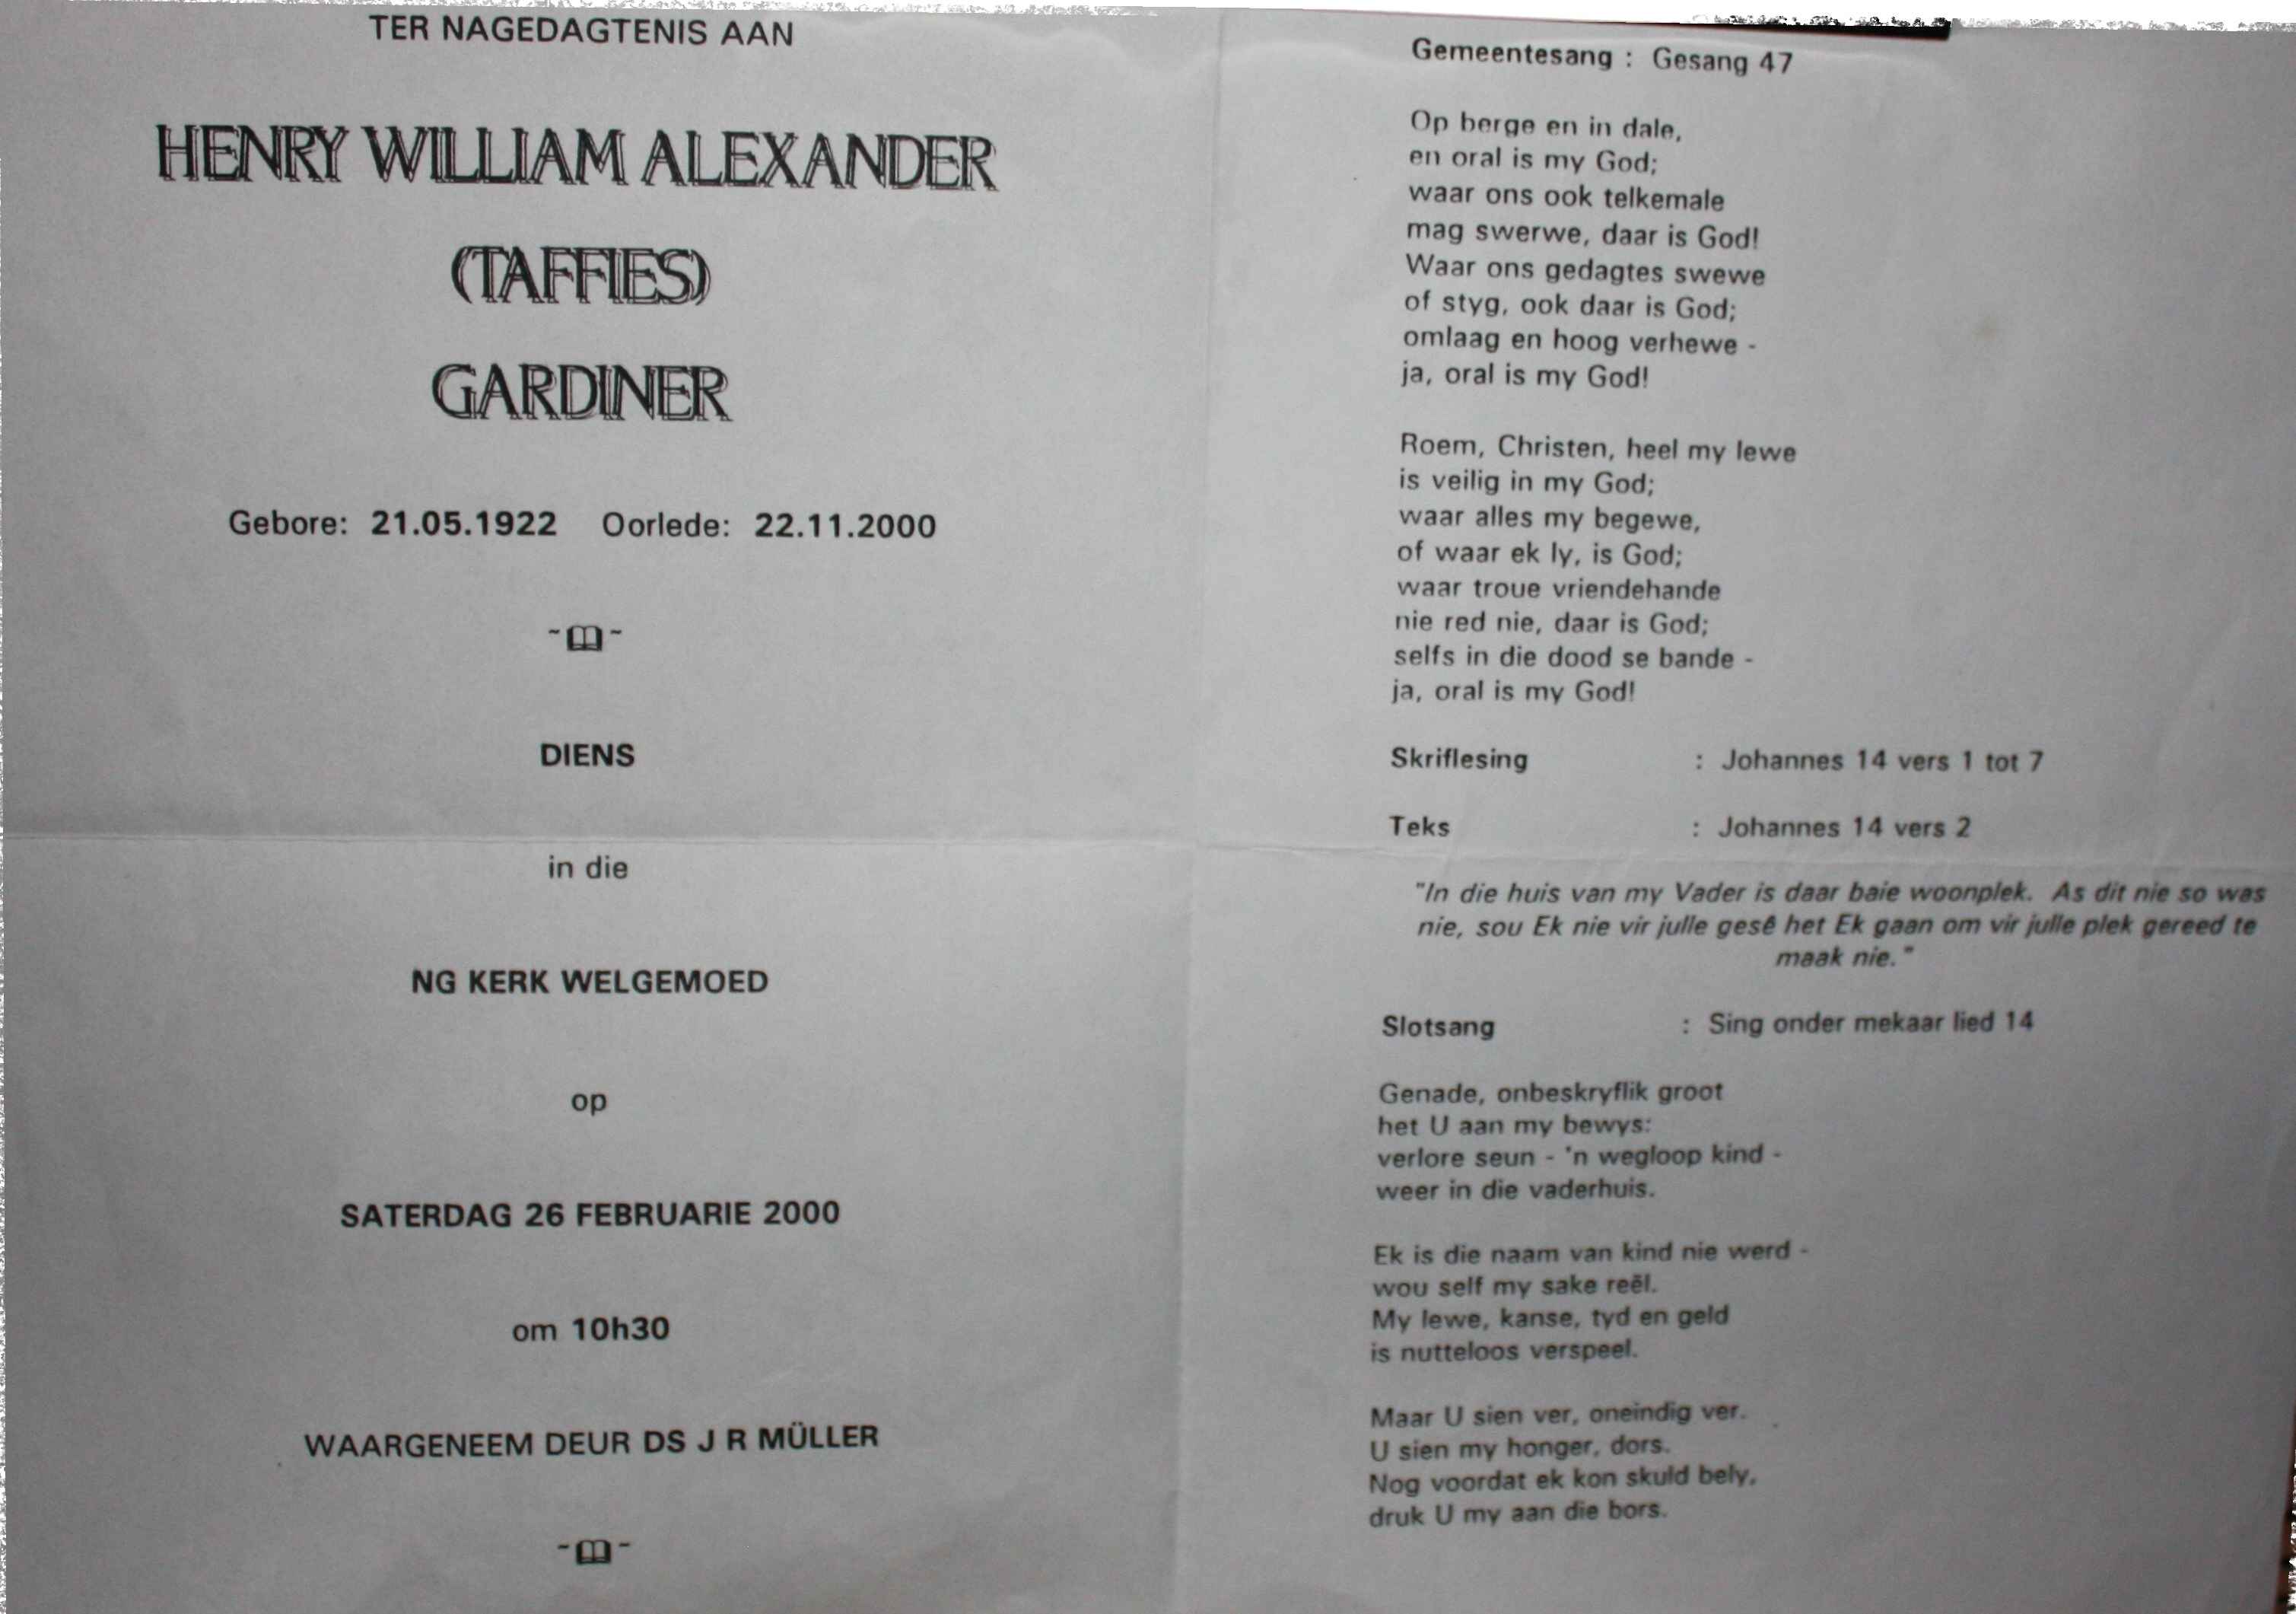 TER NAGEDAGTENIS AAN
HENRY WILLIAM ALEXANDER
(TAFFIES)
GARDINER
Gebore: 21.05.1922 Oorlede: 22.11.2000
DIENS
in die
NG KERK WELGEMOED
op
SATERDAG 26 FEBRUARIE 2000
om 10h30
WAARGENEEM DEUR DS J R MÜLLER
Gemeentesang : Gesang 47
Op berge en in dale,
en oral is my God;
waar ons ook telkemale
mag swerwe, daar is God!
Waar ons gedagtes swewe
of styg, ook daar is God;
omlaag en hoog verhewe -
ja, oral is my God!
Roem, Christen, heel my lewe
is veilig in my God;
waar alles my begewe,
of waar ek ly, is God;
waar troue vriendehande
nie red nie, daar is God;
selfs in die dood se bande -
ja, oral is my God!
Skriflesing : Johannes 14 vers 1 tot 7
Teks : Johannes 14 vers 2
"In die huis van my Vader is daar baie woonplek. As dit nie so was
nie, sou Ek nie vir julle gesê het Ek gaan om vir julle plek gereed te
maak nie."
Slotsang : Sing onder mekaar lied 14
Genade, onbeskryflik groot
het U aan my bewys:
verlore seun - 'n wegloop kind -
weer in die vaderhuis.
Ek is die naam van kind nie werd -
wou self my sake reël.
My lewe, kanse, tyd en geld
is nutteloos verspeel.
Maar U sien ver, oneindig ver.
U sien my honger, dors.
Nog voordat ek kon skuld bely,
druk U my aan die bors.